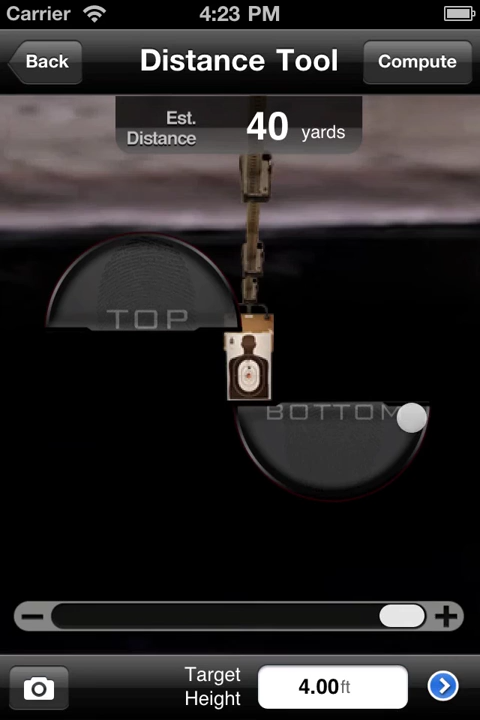 Carrier 4:23 PM
Back Distance Tool Compute
Est. Distance 40 yards
TOP
BOTTOM
Target Height 4.00ft